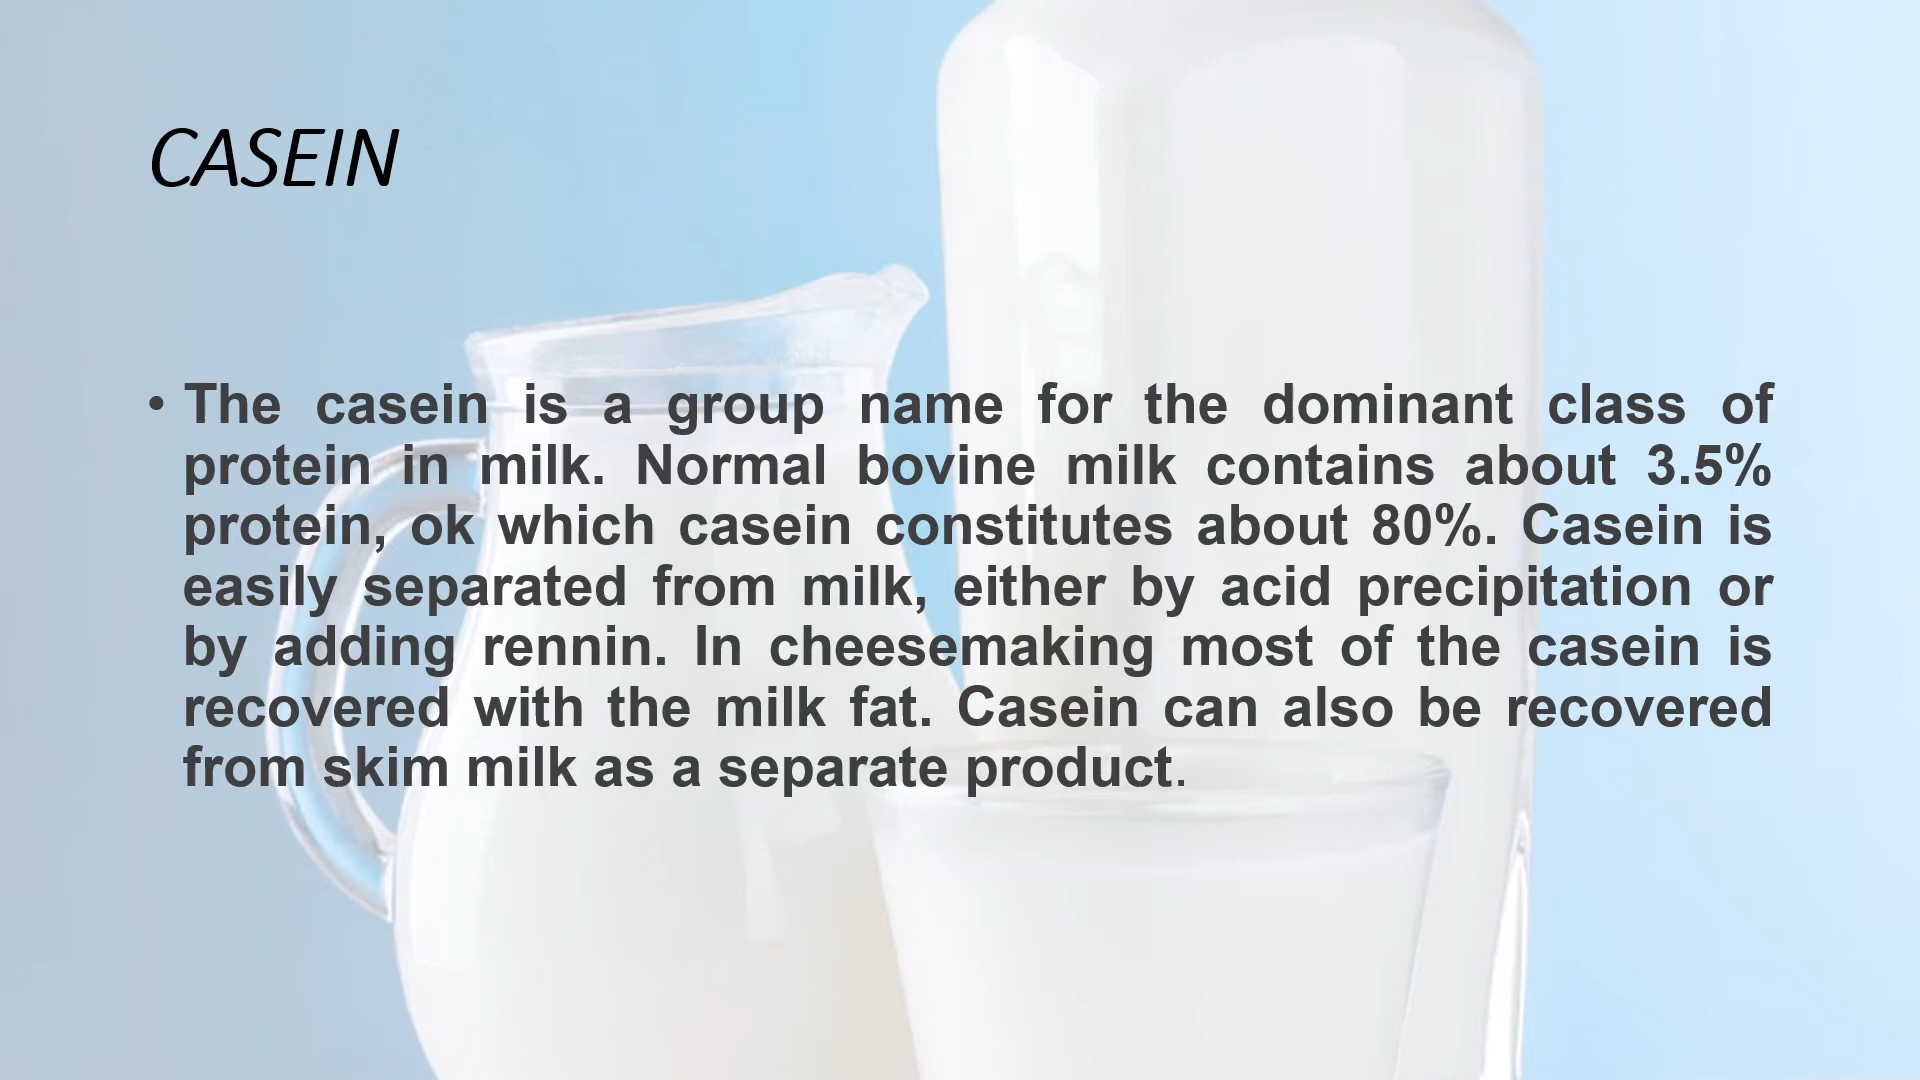 CASEIN
• The casein is a group name for the dominant class of
protein in milk. Normal bovine milk contains about 3.5%
protein, ok which casein constitutes about 80%. Casein is
easily separated from milk, either by acid precipitation or
by adding rennin. In cheesemaking most of the casein is
recovered with the milk fat. Casein can also be recovered
from skim milk as a separate product.